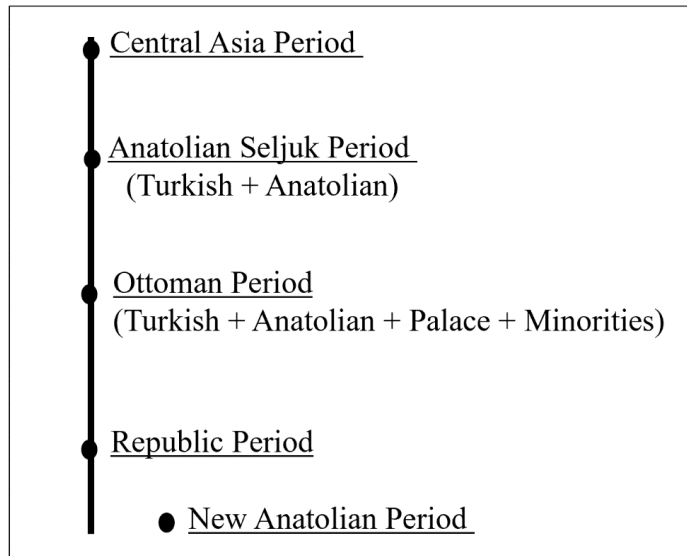 Central Asia Period
Anatolian Seljuk Period
(Turkish + Anatolian)
Ottoman Period
(Turkish + Anatolian + Palace + Minorities)
Republic Period
New Anatolian Period